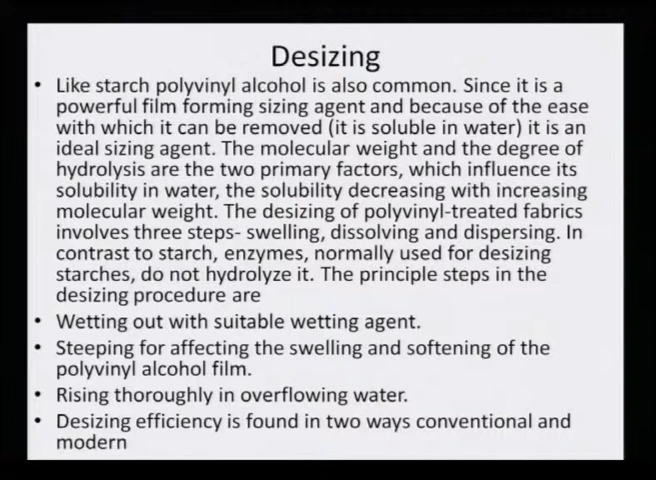 Desizing
• Like starch polyvinyl alcohol is also common. Since it is a
powerful film forming sizing agent and because of the ease
with which it can be removed (it is soluble in water) it is an
ideal sizing agent. The molecular weight and the degree of
hydrolysis are the two primary factors, which influence its
solubility in water, the solubility decreasing with increasing
molecular weight. The desizing of polyvinyl-treated fabrics
involves three steps- swelling, dissolving and dispersing. In
contrast to starch, enzymes, normally used for desizing
starches, do not hydrolyze it. The principle steps in the
desizing procedure are
• Wetting out with suitable wetting agent.
• Steeping for affecting the swelling and softening of the
polyvinyl alcohol film.
• Rising thoroughly in overflowing water.
• Desizing efficiency is found in two ways conventional and
modern